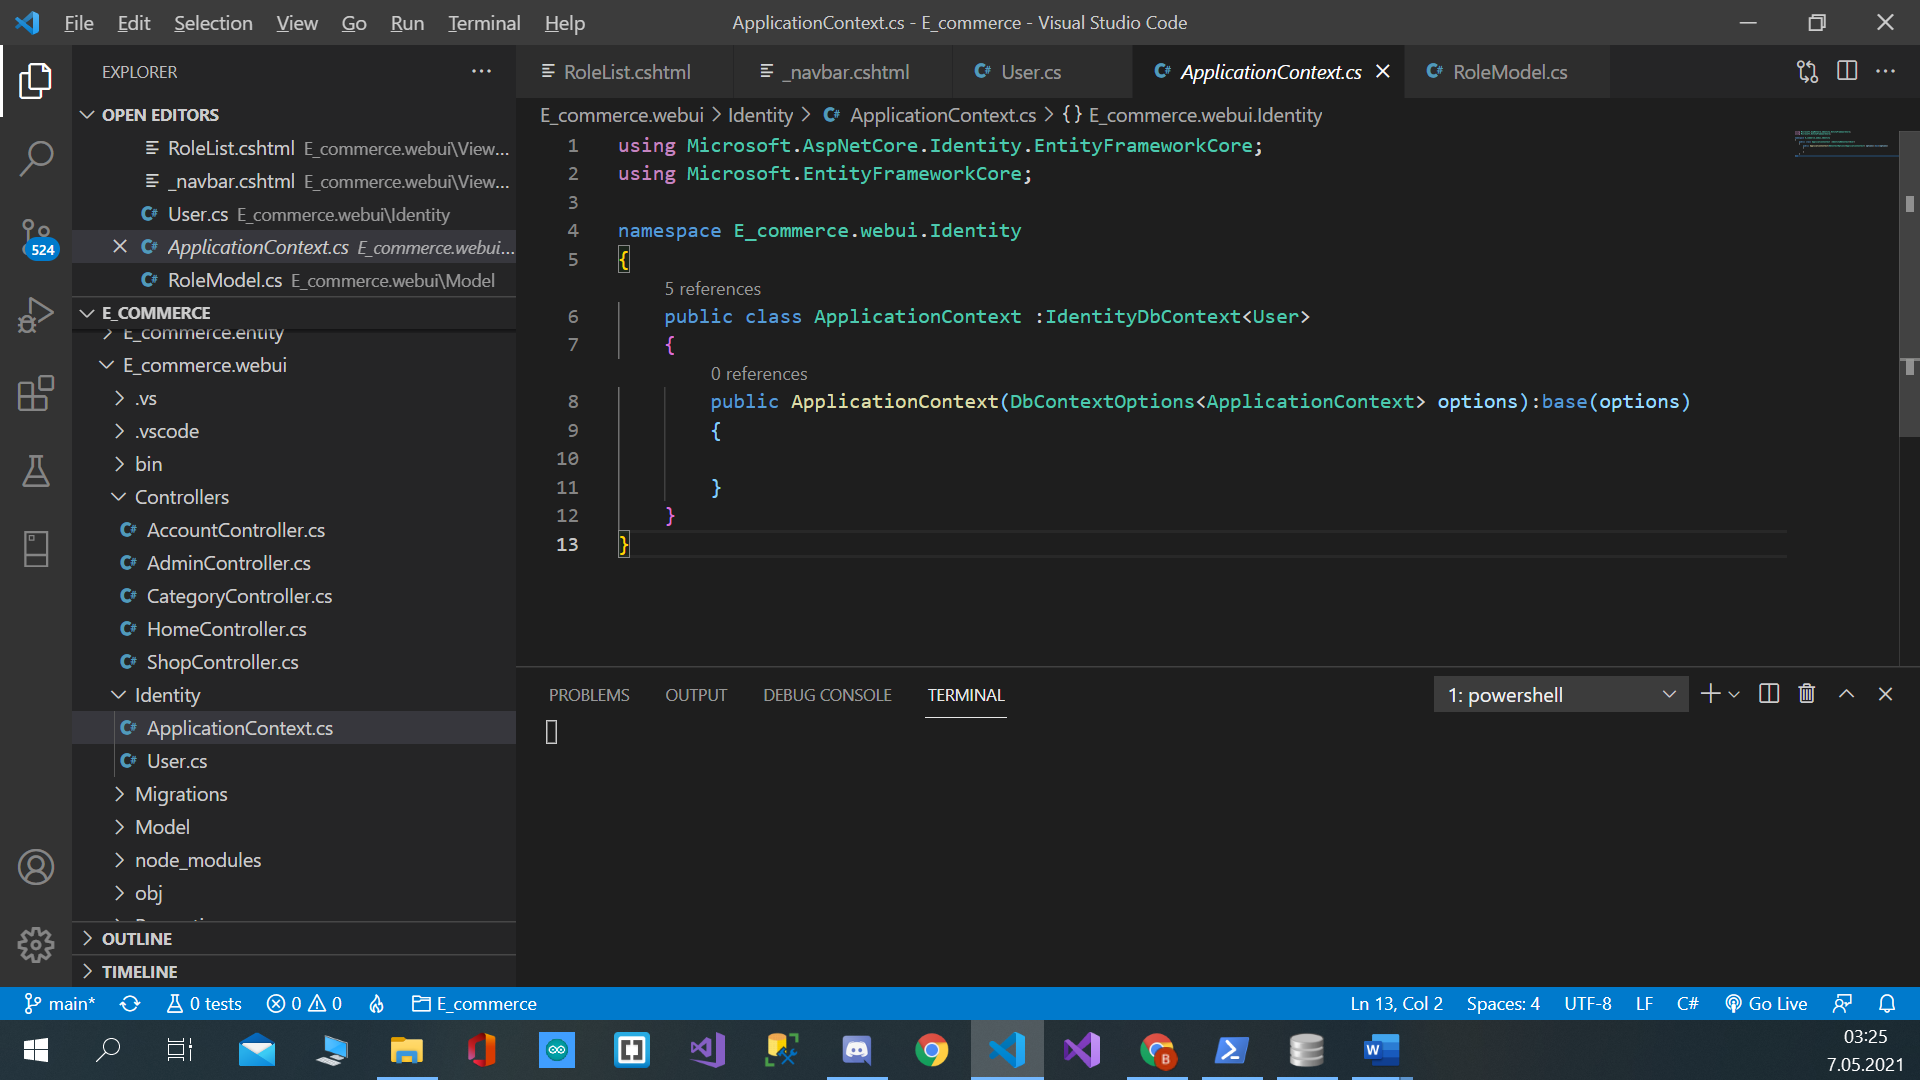 File Edit Selection View Go Run Terminal Help
ApplicationContext.cs - E_commerce - Visual Studio Code
EXPLORER
OPEN EDITORS
RoleList.cshtml E_commerce.webui\View...
_navbar.cshtml E_commerce.webui\View...
User.cs E_commerce.webui\Identity
ApplicationContext.cs E_commerce.webui...
RoleModel.cs E_commerce.webui\Model
E_COMMERCE
E_commerce.entity
E_commerce.webui
.vs
.vscode
bin
Controllers
AccountController.cs
AdminController.cs
CategoryController.cs
HomeController.cs
ShopController.cs
Identity
ApplicationContext.cs
User.cs
Migrations
Model
node_modules
obj
OUTLINE
TIMELINE
524
RoleList.cshtml _navbar.cshtml User.cs ApplicationContext.cs RoleModel.cs
E_commerce.webui > Identity > ApplicationContext.cs > {} E_commerce.webui.Identity
1 using Microsoft.AspNetCore.Identity.EntityFrameworkCore;
2 using Microsoft.EntityFrameworkCore;
3
4 namespace E_commerce.webui.Identity
5 {
5 references
6 public class ApplicationContext :IdentityDbContext<User>
7 {
0 references
8 public ApplicationContext(DbContextOptions<ApplicationContext> options):base(options)
9 {
10
11 }
12 }
13 }
PROBLEMS OUTPUT DEBUG CONSOLE TERMINAL
1: powershell
main* 0 tests 0 0 E_commerce
Ln 13, Col 2 Spaces: 4 UTF-8 LF C# Go Live
B
W
03:25
7.05.2021